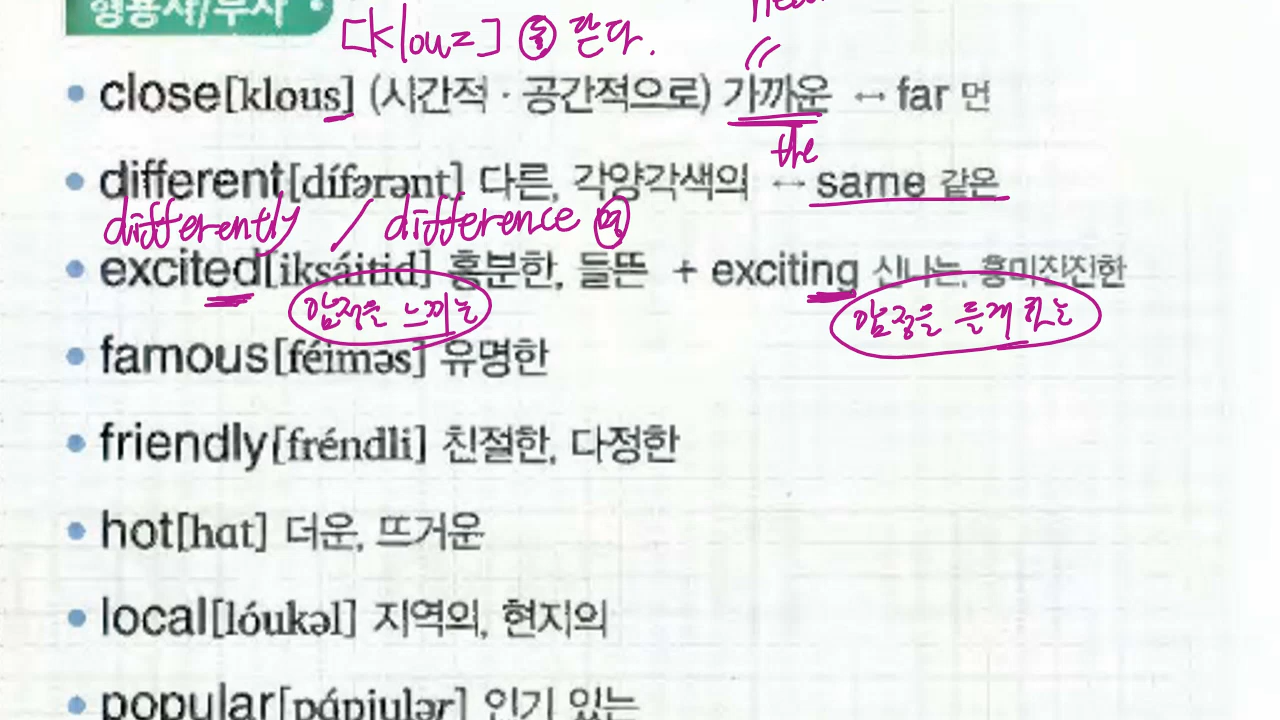 형용사/부사
[klouz] 동 닫다.
close[klous] (시간적·공간적으로) 가까운 ↔ far 먼
the
different[dífərənt] 다른, 각양각색의 ↔ same 같은
differently / difference 명
excited[iksáitid] 흥분한, 들뜬 + exciting 신나는, 흥미진진한
감정을 느끼는 감정을 들게 하는
famous[féiməs] 유명한
friendly[fréndli] 친절한, 다정한
hot[hɑt] 더운, 뜨거운
local[lóukəl] 지역의, 현지의
popular[pápjulər] 인기 있는